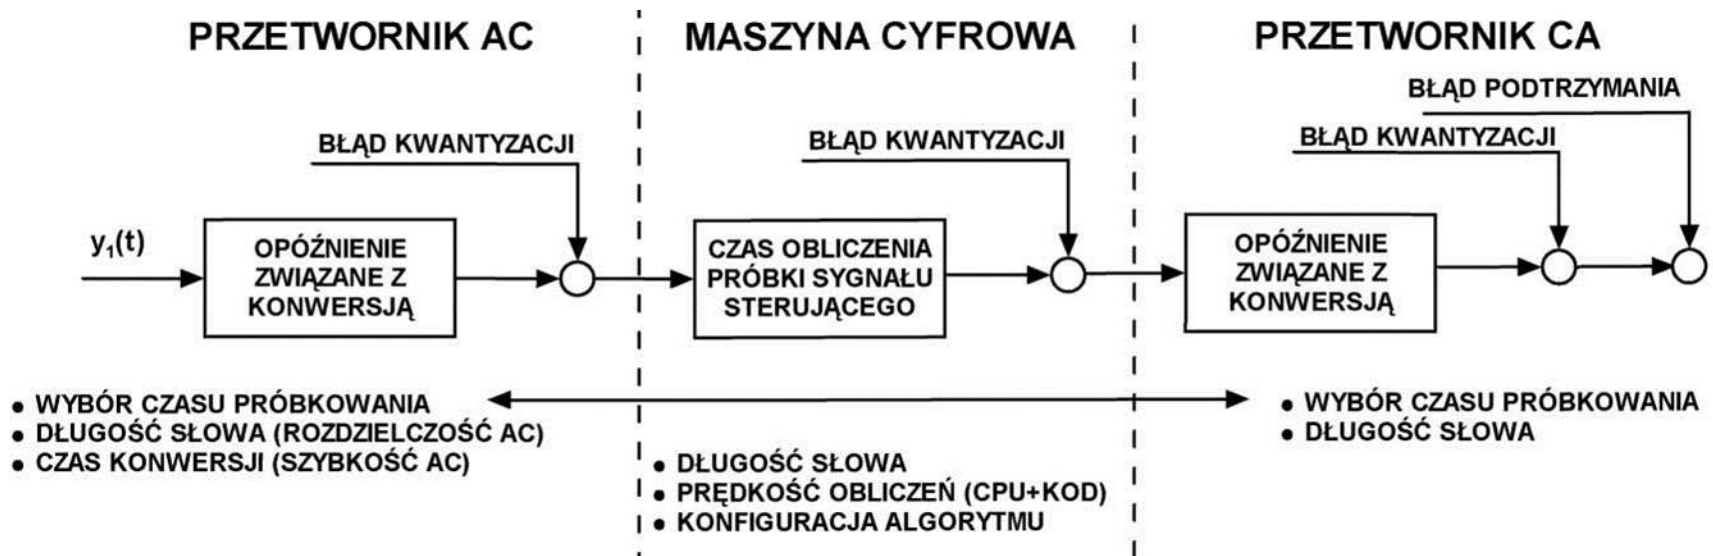 PRZETWORNIK AC
MASZYNA CYFROWA
PRZETWORNIK CA
BŁĄD PODTRZYMANIA
BŁĄD KWANTYZACJI
BŁĄD KWANTYZACJI
BŁĄD KWANTYZACJI
y₁(t)
OPÓŹNIENIE
ZWIĄZANE Z
KONWERSJĄ
CZAS OBLICZENIA
PRÓBKI SYGNAŁU
STERUJĄCEGO
OPÓŹNIENIE
ZWIĄZANE Z
KONWERSJĄ
● WYBÓR CZASU PRÓBKOWANIA
● DŁUGOŚĆ SŁOWA (ROZDZIELCZOŚĆ AC)
● CZAS KONWERSJI (SZYBKOŚĆ AC)
● DŁUGOŚĆ SŁOWA
● PRĘDKOŚĆ OBLICZEŃ (CPU+KOD)
● KONFIGURACJA ALGORYTMU
● WYBÓR CZASU PRÓBKOWANIA
● DŁUGOŚĆ SŁOWA